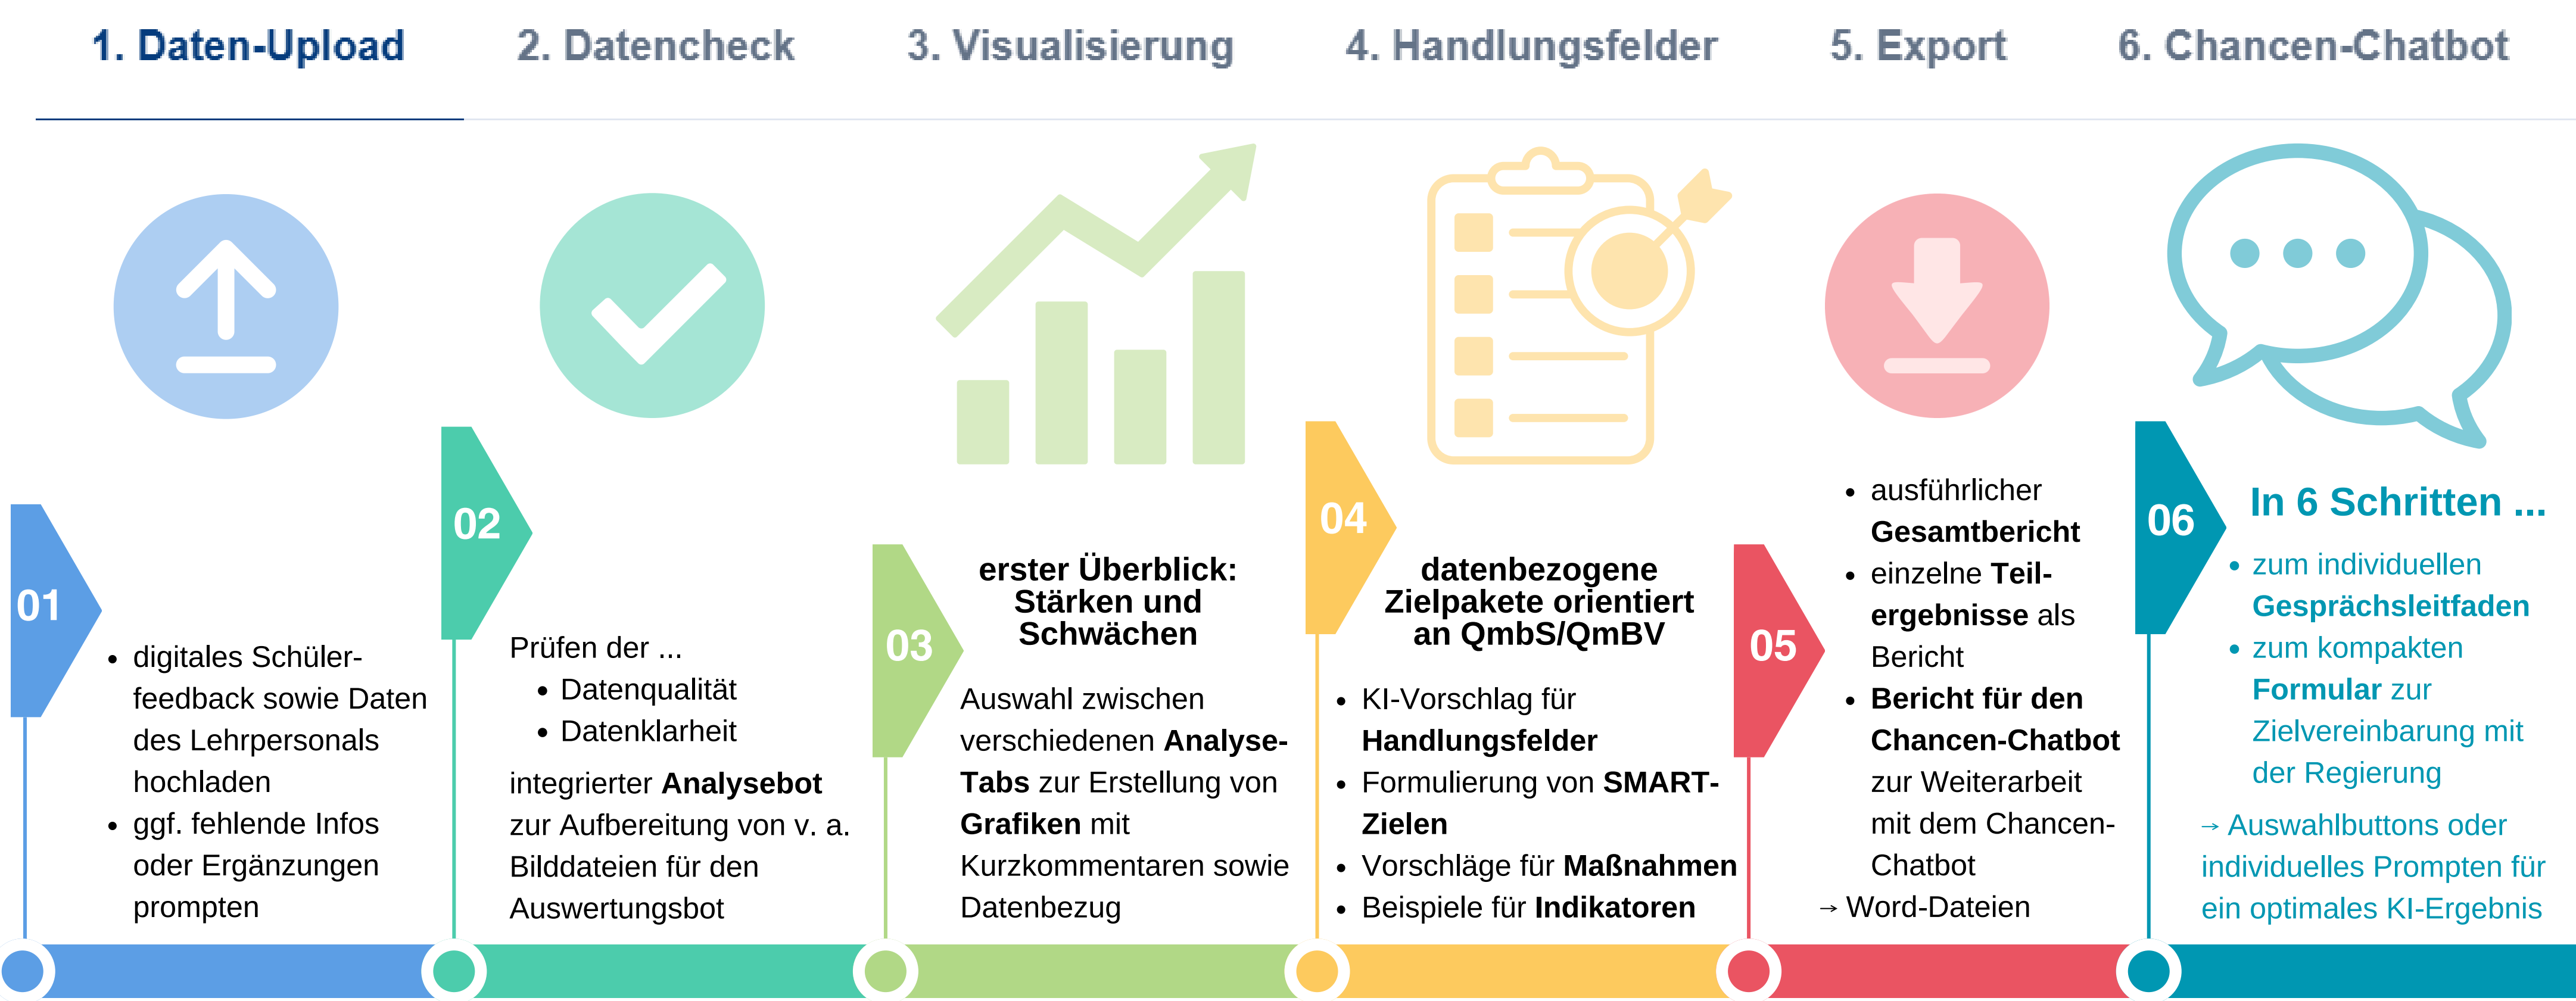 1. Daten-Upload
2. Datencheck
3. Visualisierung
4. Handlungsfelder
5. Export
6. Chancen-Chatbot
01
• digitales Schüler-
feedback sowie Daten
des Lehrpersonals
hochladen
• ggf. fehlende Infos
oder Ergänzungen
prompten
02
Prüfen der ...
• Datenqualität
• Datenklarheit
integrierter Analysebot
zur Aufbereitung von v. a.
Bilddateien für den
Auswertungsbot
03
erster Überblick:
Stärken und
Schwächen
Auswahl zwischen
verschiedenen Analyse-
Tabs zur Erstellung von
Grafiken mit
Kurzkommentaren sowie
Datenbezug
04
datenbezogene
Zielpakete orientiert
an QmbS/QmBV
• KI-Vorschlag für
Handlungsfelder
• Formulierung von SMART-
Zielen
• Vorschläge für Maßnahmen
• Beispiele für Indikatoren
05
• ausführlicher
Gesamtbericht
• einzelne Teil-
ergebnisse als
Bericht
• Bericht für den
Chancen-Chatbot
zur Weiterarbeit
mit dem Chancen-
Chatbot
→ Word-Dateien
06
In 6 Schritten ...
• zum individuellen
Gesprächsleitfaden
• zum kompakten
Formular zur
Zielvereinbarung mit
der Regierung
→ Auswahlbuttons oder
individuelles Prompten für
ein optimales KI-Ergebnis